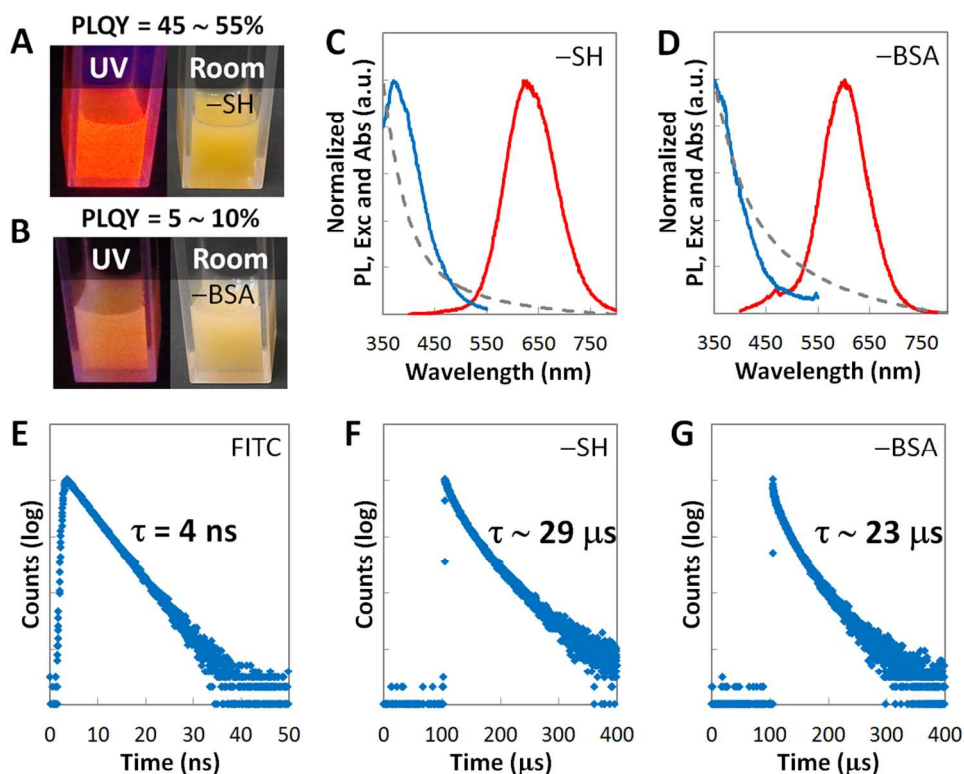 A
PLQY = 45 ~ 55%
UV Room
–SH
B
PLQY = 5 ~ 10%
UV Room
–BSA
C
–SH
Normalized
PL, Exc and Abs (a.u.)
350 450 550 650 750
Wavelength (nm)
D
–BSA
Normalized
PL, Exc and Abs (a.u.)
350 450 550 650 750
Wavelength (nm)
E
FITC
τ = 4 ns
Counts (log)
0 10 20 30 40 50
Time (ns)
F
–SH
τ ~ 29 μs
Counts (log)
0 100 200 300 400
Time (μs)
G
–BSA
τ ~ 23 μs
Counts (log)
0 100 200 300 400
Time (μs)